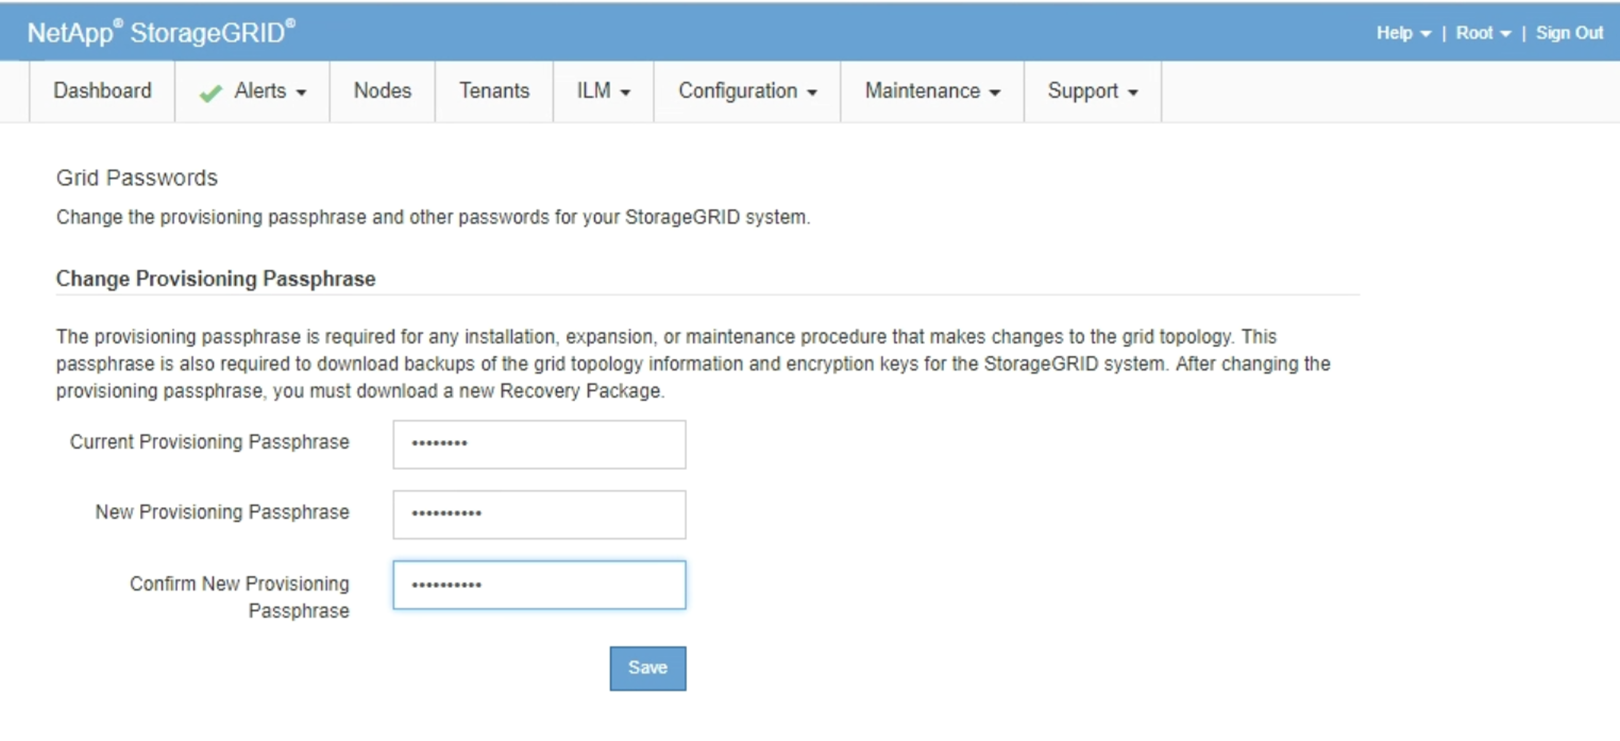 NetApp® StorageGRID®
Help | Root | Sign Out
Dashboard Alerts Nodes Tenants ILM Configuration Maintenance Support
Grid Passwords
Change the provisioning passphrase and other passwords for your StorageGRID system.
Change Provisioning Passphrase
The provisioning passphrase is required for any installation, expansion, or maintenance procedure that makes changes to the grid topology. This
passphrase is also required to download backups of the grid topology information and encryption keys for the StorageGRID system. After changing the
provisioning passphrase, you must download a new Recovery Package.
Current Provisioning Passphrase ••••••••
New Provisioning Passphrase ••••••••••
Confirm New Provisioning ••••••••••
Passphrase
Save